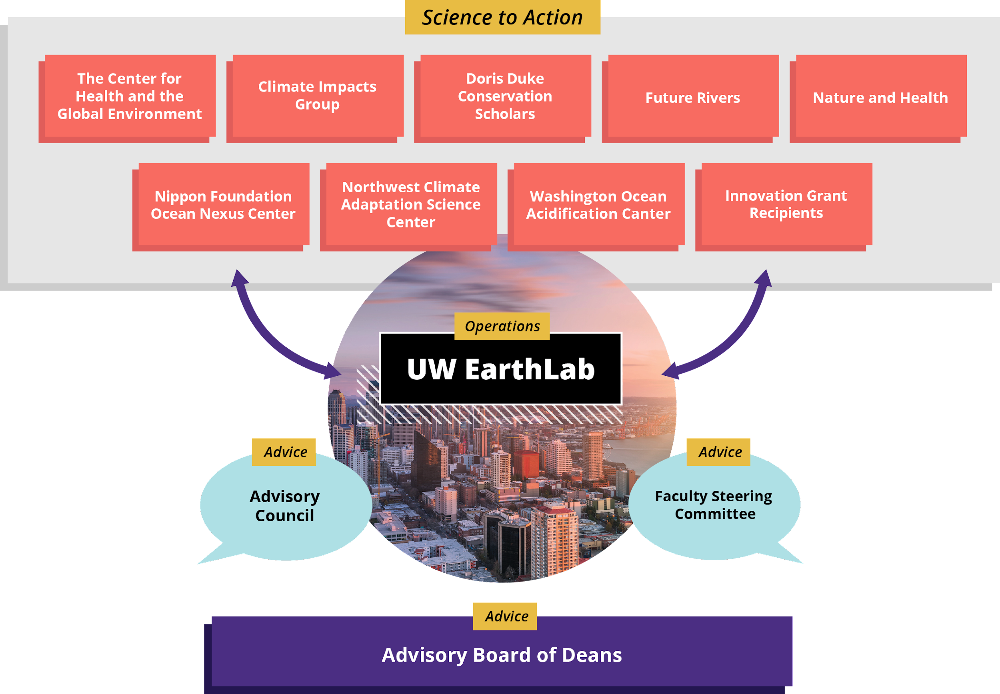 Science to Action
The Center for
Health and the
Global Environment
Climate Impacts
Group
Doris Duke
Conservation
Scholars
Future Rivers
Nature and Health
Nippon Foundation
Ocean Nexus Center
Northwest Climate
Adaptation Science
Center
Washington Ocean
Acidification Canter
Innovation Grant
Recipients
Operations
UW EarthLab
Advice
Advisory
Council
Advice
Faculty Steering
Committee
Advice
Advisory Board of Deans